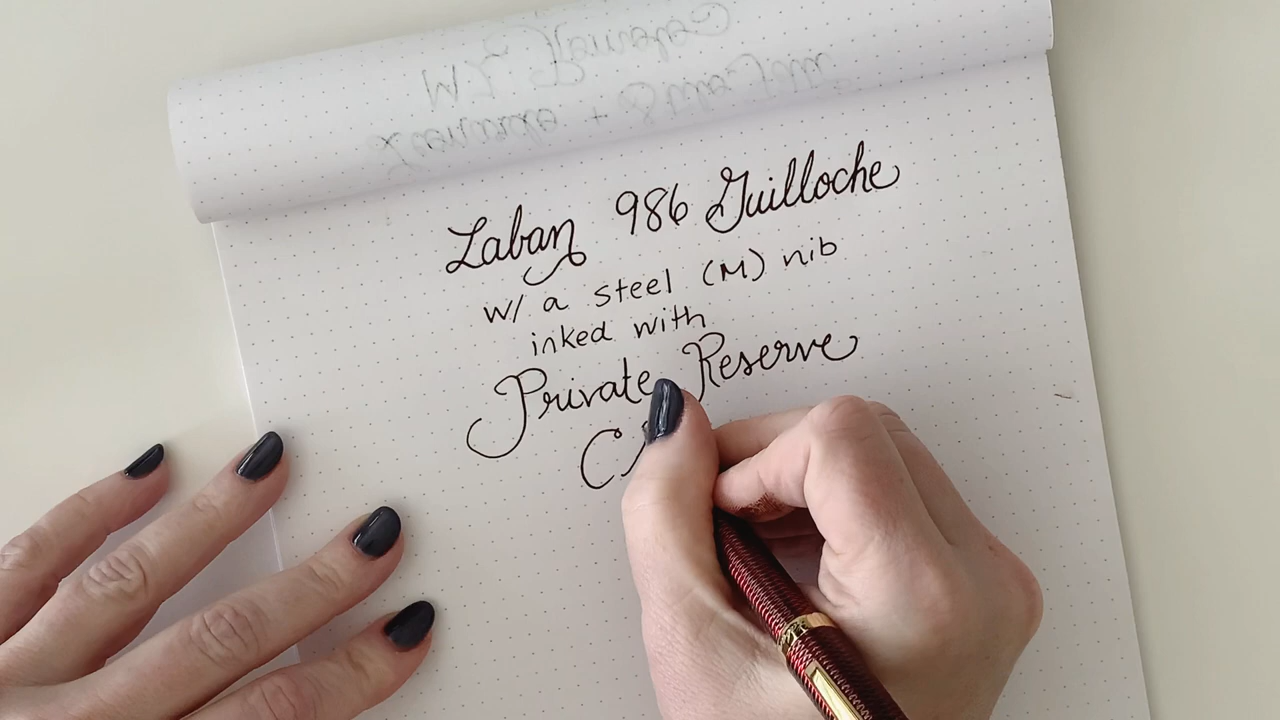 Laban 986 Guilloche
w/ a steel (M) nib
inked with
Private Reserve
C